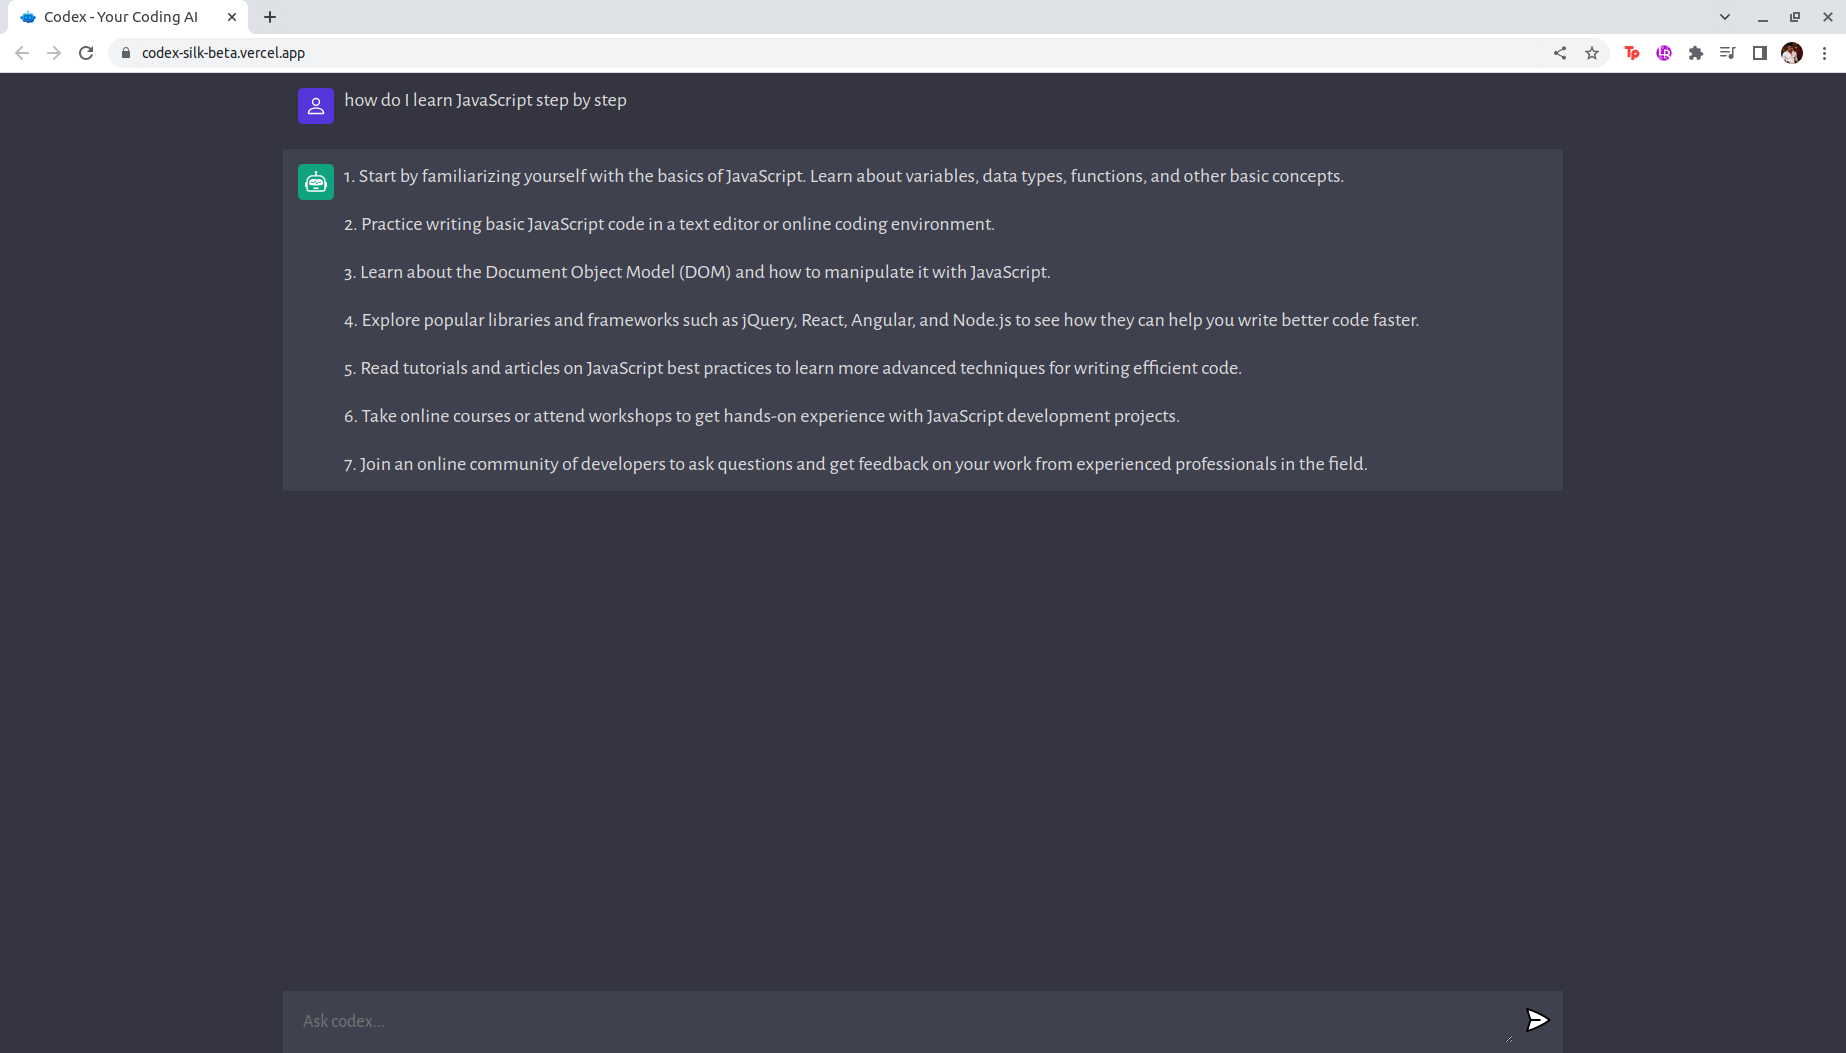 Codex - Your Coding AI
codex-silk-beta.vercel.app
Tp
how do I learn JavaScript step by step
1. Start by familiarizing yourself with the basics of JavaScript. Learn about variables, data types, functions, and other basic concepts.
2. Practice writing basic JavaScript code in a text editor or online coding environment.
3. Learn about the Document Object Model (DOM) and how to manipulate it with JavaScript.
4. Explore popular libraries and frameworks such as jQuery, React, Angular, and Node.js to see how they can help you write better code faster.
5. Read tutorials and articles on JavaScript best practices to learn more advanced techniques for writing efficient code.
6. Take online courses or attend workshops to get hands-on experience with JavaScript development projects.
7. Join an online community of developers to ask questions and get feedback on your work from experienced professionals in the field.
Ask codex...